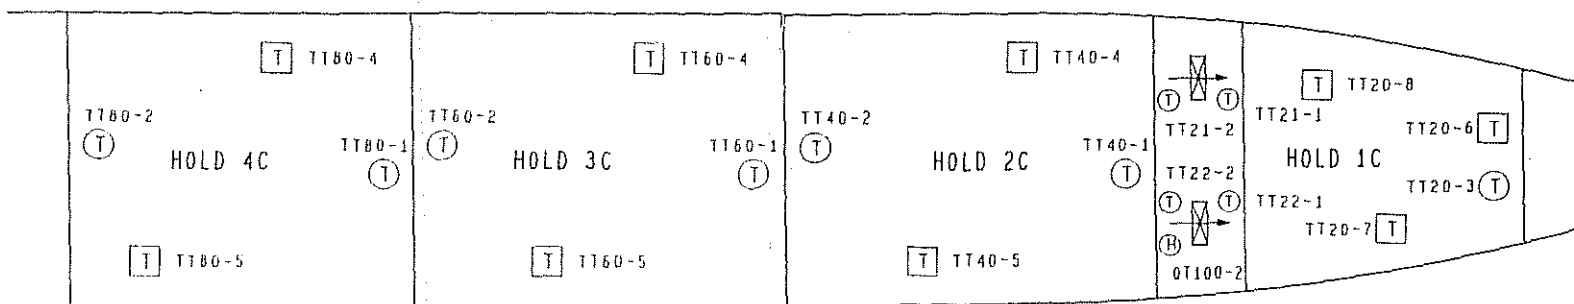 T TT80-4
T TT60-4
T TT40-4
T TT20-8
TT80-2
T
TT80-1
T
HOLD 4C
TT60-2
T
TT60-1
T
HOLD 3C
TT40-2
T
TT40-1
T
HOLD 2C
T T
TT21-2
TT21-1
TT20-6 T
HOLD 1C
TT22-2
T T
TT22-1
TT20-3 T
TT20-7 T
H
QT100-2
T TT80-5
T TT60-5
T TT40-5